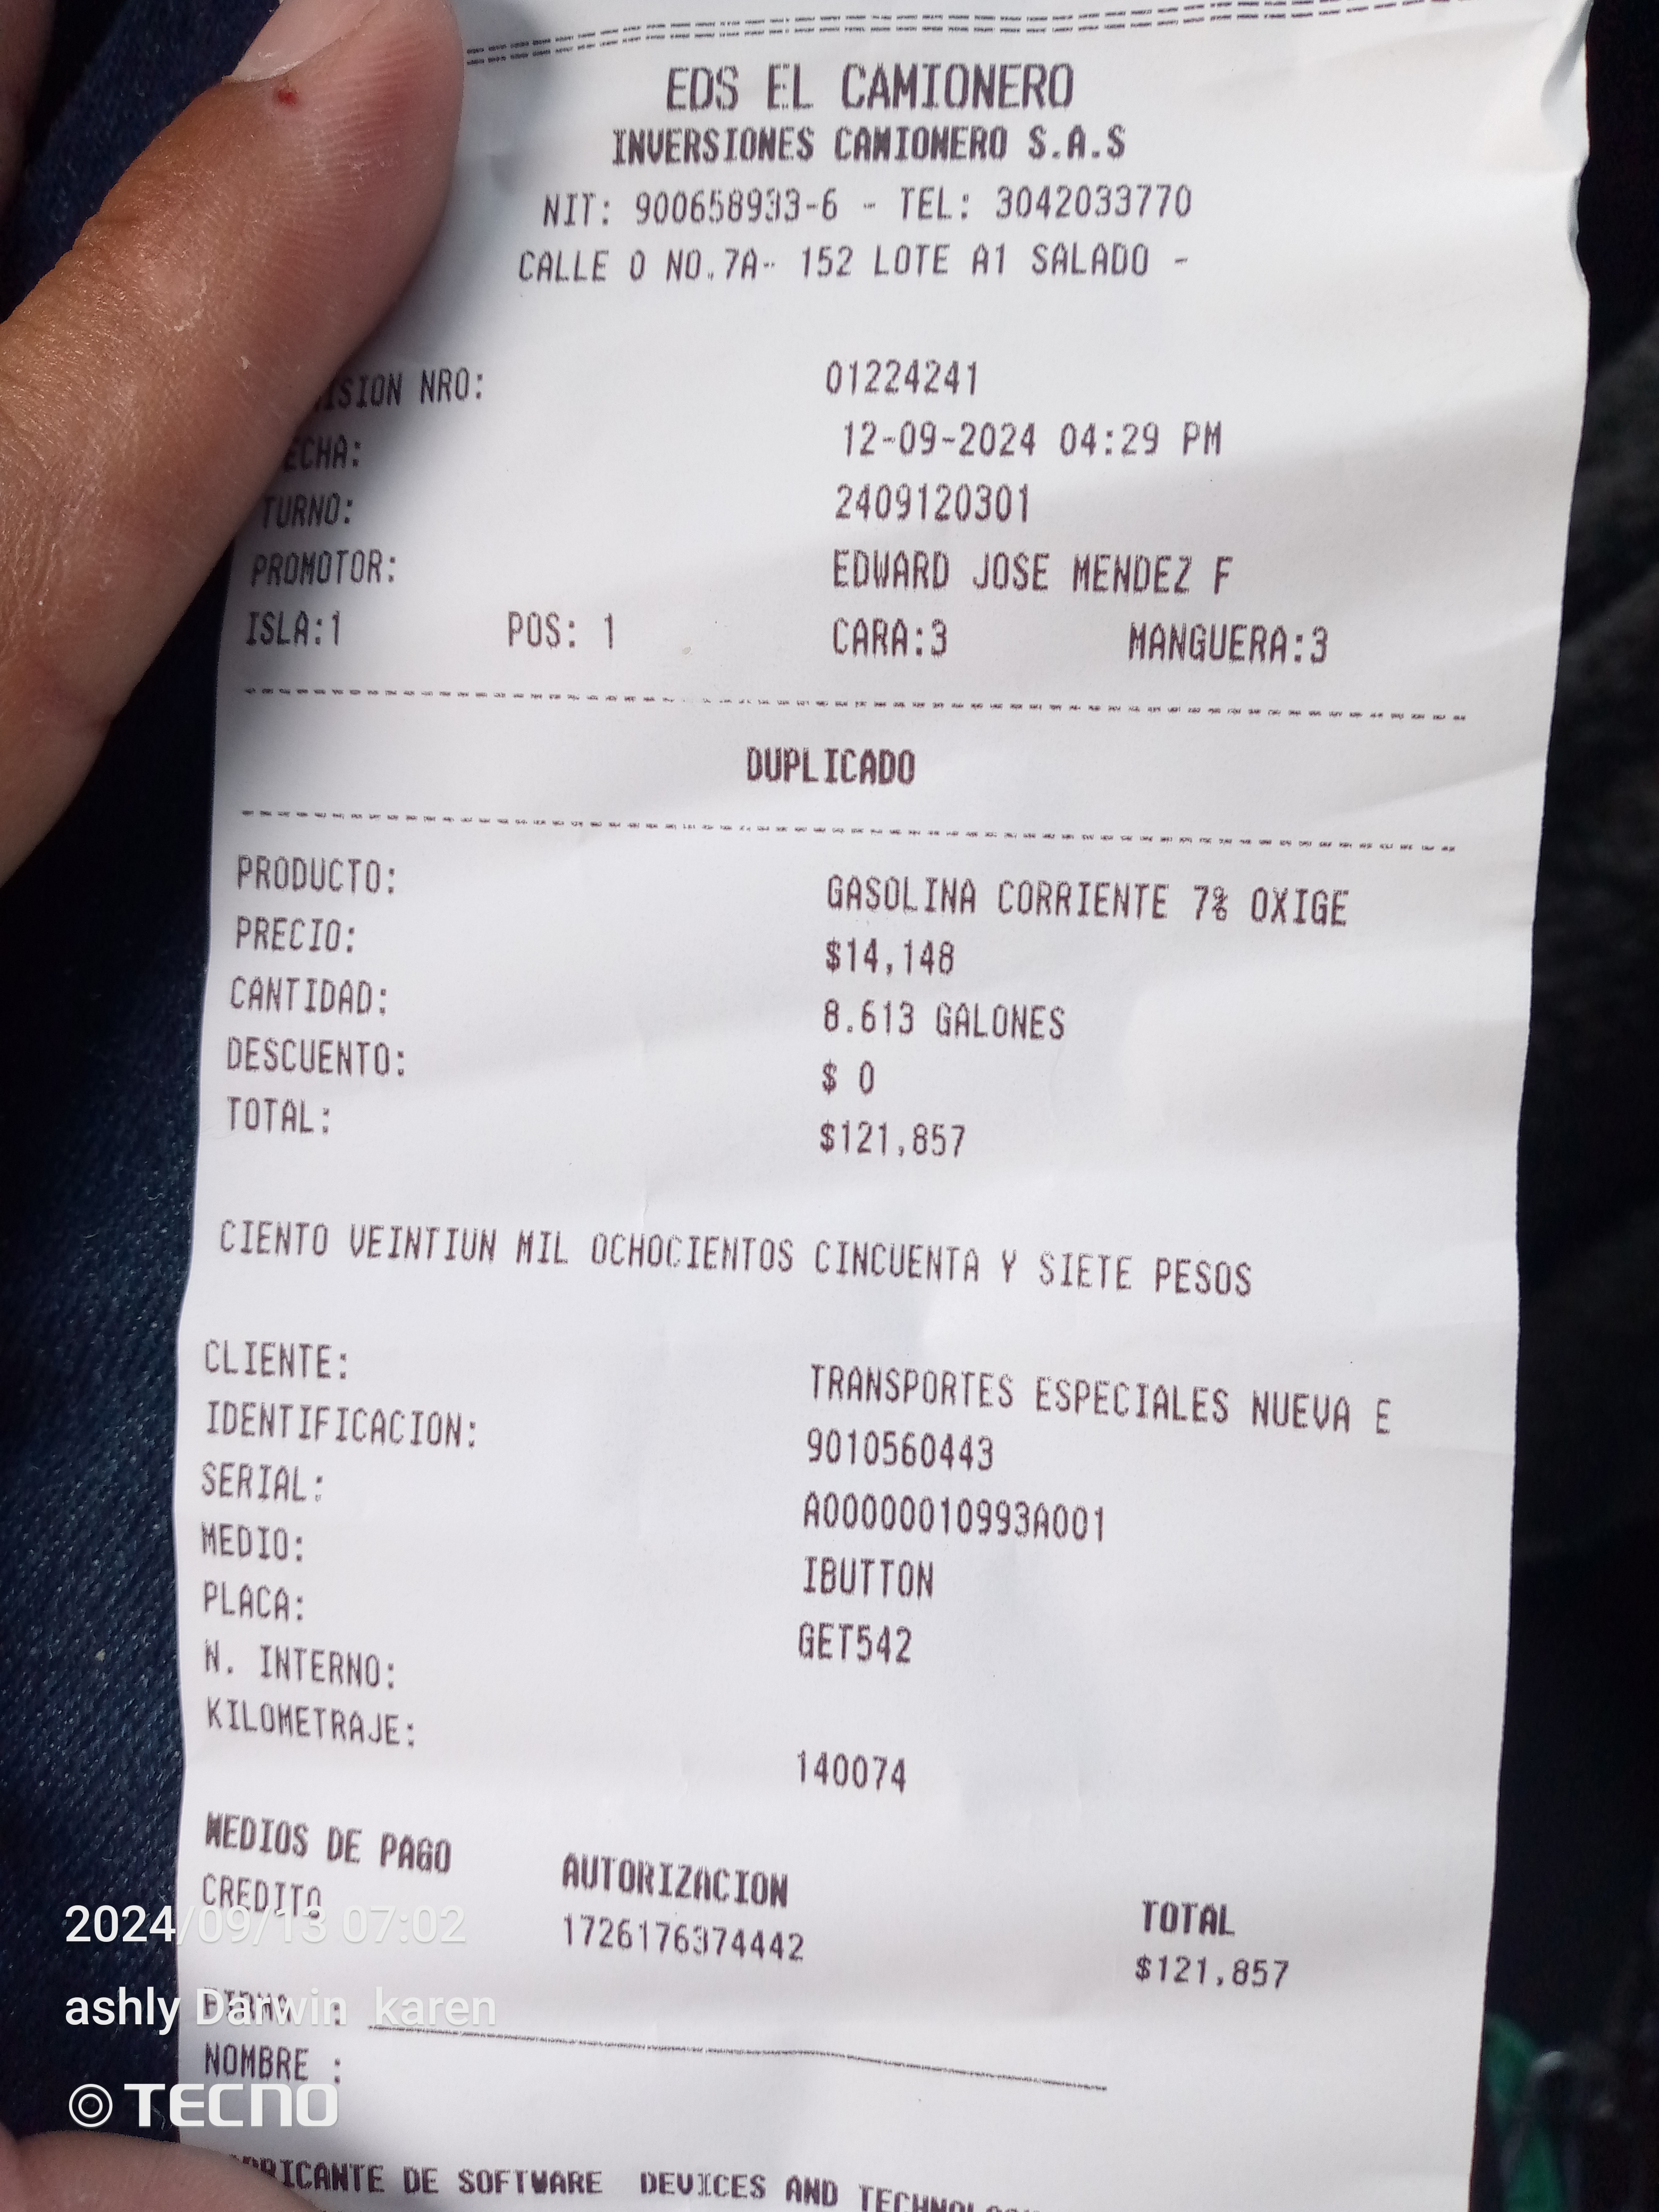 EDS EL CAMIONERO
INVERSIONES CAMIONERO S.A.S
NIT: 900658933-6 - TEL: 3042033770
CALLE 0 NO.7A- 152 LOTE A1 SALADO -
ISION NRO: 01224241
ECHA: 12-09-2024 04:29 PM
TURNO: 2409120301
PROMOTOR: EDWARD JOSE MENDEZ F
ISLA:1 POS: 1 CARA:3 MANGUERA:3
DUPLICADO
PRODUCTO: GASOLINA CORRIENTE 7% OXIGE
PRECIO: $14,148
CANTIDAD: 8.613 GALONES
DESCUENTO: $ 0
TOTAL: $121,857
CIENTO VEINTIUN MIL OCHOCIENTOS CINCUENTA Y SIETE PESOS
CLIENTE: TRANSPORTES ESPECIALES NUEVA E
IDENTIFICACION: 9010560443
SERIAL: A00000010993A001
MEDIO: IBUTTON
PLACA: GET542
N. INTERNO:
KILOMETRAJE: 140074
MEDIOS DE PAGO AUTORIZACION TOTAL
CREDITO 1726176374442 $121,857
2024/09/13 07:02
FIRMA :
ashly Darwin karen
NOMBRE :
TECNO
BRICANTE DE SOFTWARE DEVICES AND